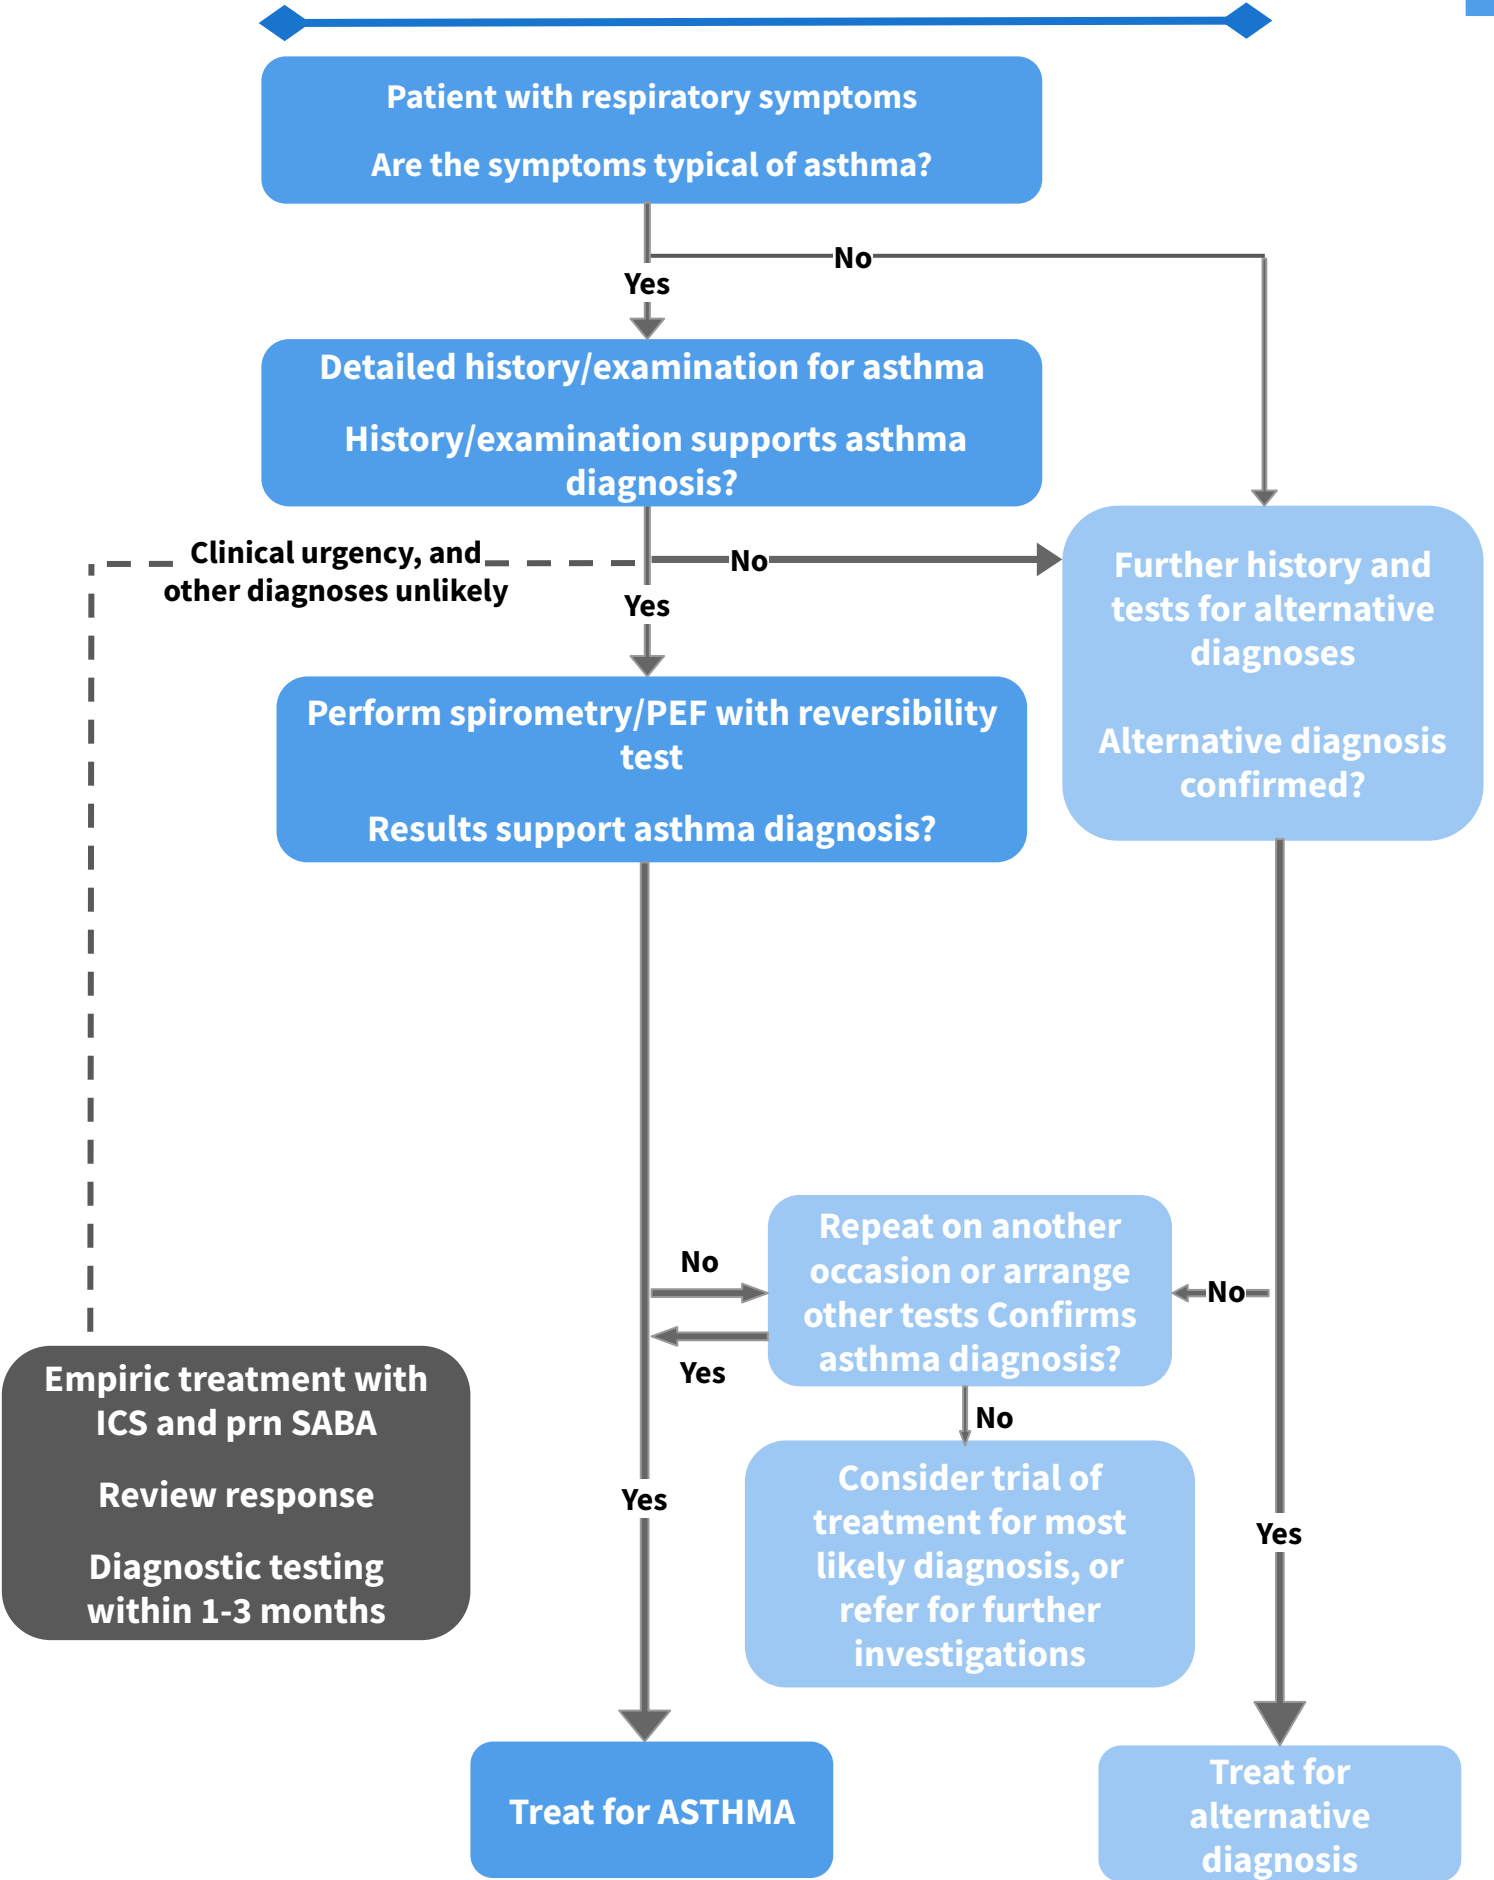 Patient with respiratory symptoms
Are the symptoms typical of asthma?
No
Yes
Detailed history/examination for asthma
History/examination supports asthma
diagnosis?
Clinical urgency, and
other diagnoses unlikely
No
Yes
Further history and
tests for alternative
diagnoses
Alternative diagnosis
confirmed?
Perform spirometry/PEF with reversibility
test
Results support asthma diagnosis?
Repeat on another
occasion or arrange
other tests Confirms
asthma diagnosis?
No
No
Yes
No
Empiric treatment with
ICS and prn SABA
Review response
Diagnostic testing
within 1-3 months
Consider trial of
treatment for most
likely diagnosis, or
refer for further
investigations
Yes
Yes
Treat for ASTHMA
Treat for
alternative
diagnosis